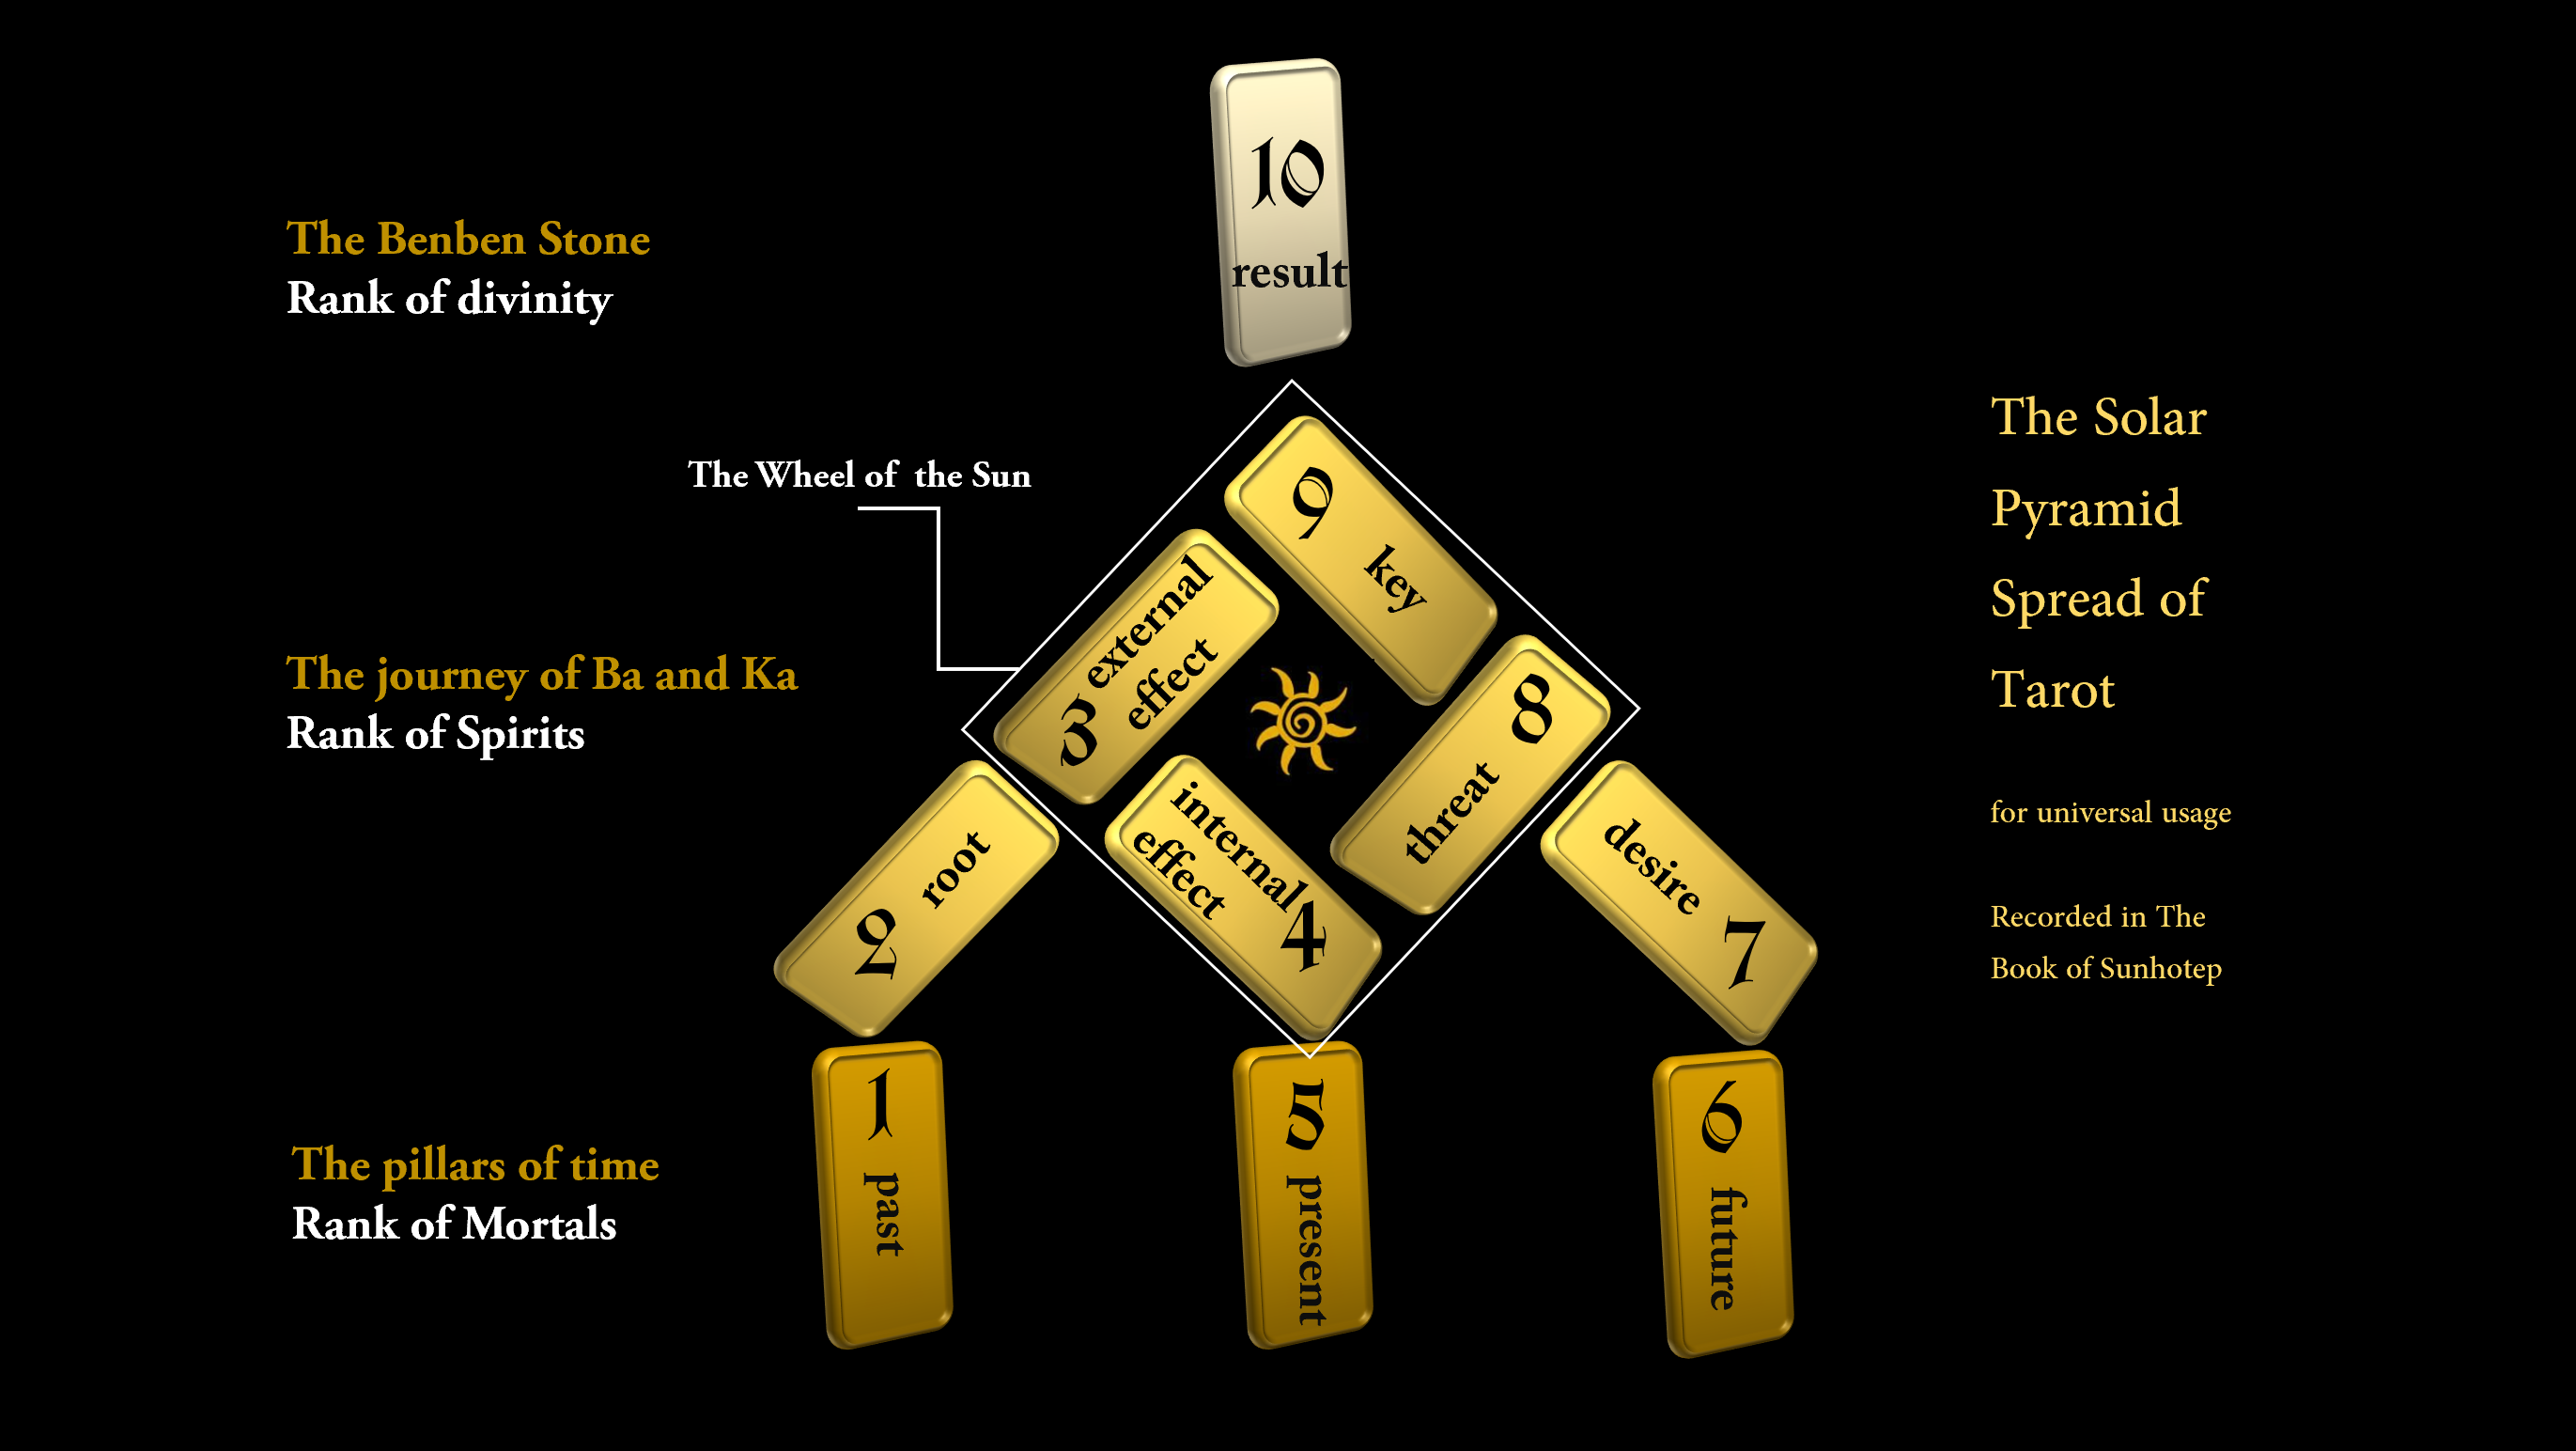 10
result
The Benben Stone
Rank of divinity
The Solar
Pyramid
Spread of
Tarot
for universal usage
Recorded in The
Book of Sunhotep
The Wheel of the Sun
9
key
3
external
effect
8
threat
The journey of Ba and Ka
Rank of Spirits
2
root
internal
effect
4
desire
7
The pillars of time
Rank of Mortals
1
past
5
present
6
future